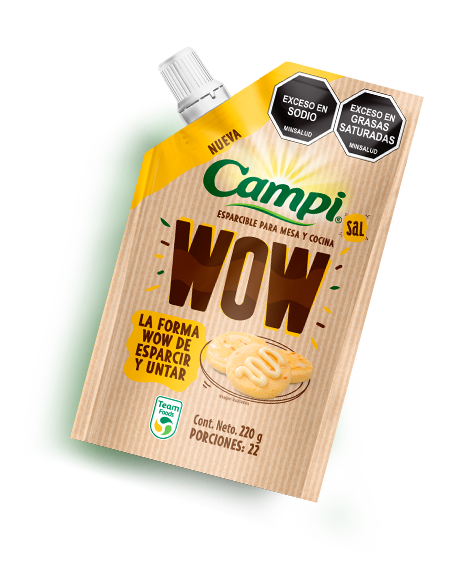 EXCESO EN
SODIO
MINSALUD
EXCESO EN
GRASAS
SATURADAS
MINSALUD
NUEVA
Campi®
ESPARCIBLE PARA MESA Y COCINA
sal
WOW
LA FORMA
WOW DE
ESPARCIR
Y UNTAR
Team
Foods
Cont. Neto. 220 g
PORCIONES: 22